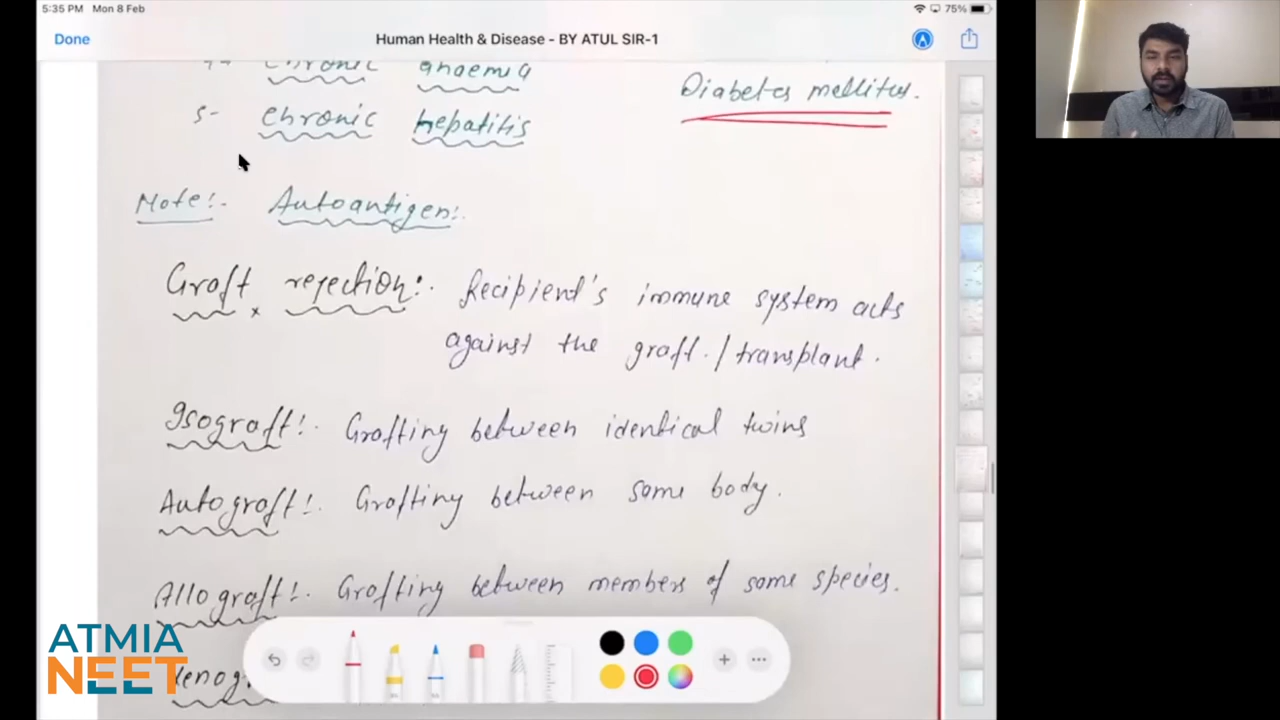 5:35 PM Mon 8 Feb
75%
Done
Human Health & Disease - BY ATUL SIR-1
4- Chronic anaemia
Diabetes mellitus.
5- Chronic hepatitis
Note:- Autoantigen:-
Graft rejection:- Recipient's immune system acts
against the graft./transplant.
Isograft:- Grafting between identical twins
Autograft:- Grafting between same body.
Allograft:- Grafting between members of same species.
Xenogr
ATMIA
NEET